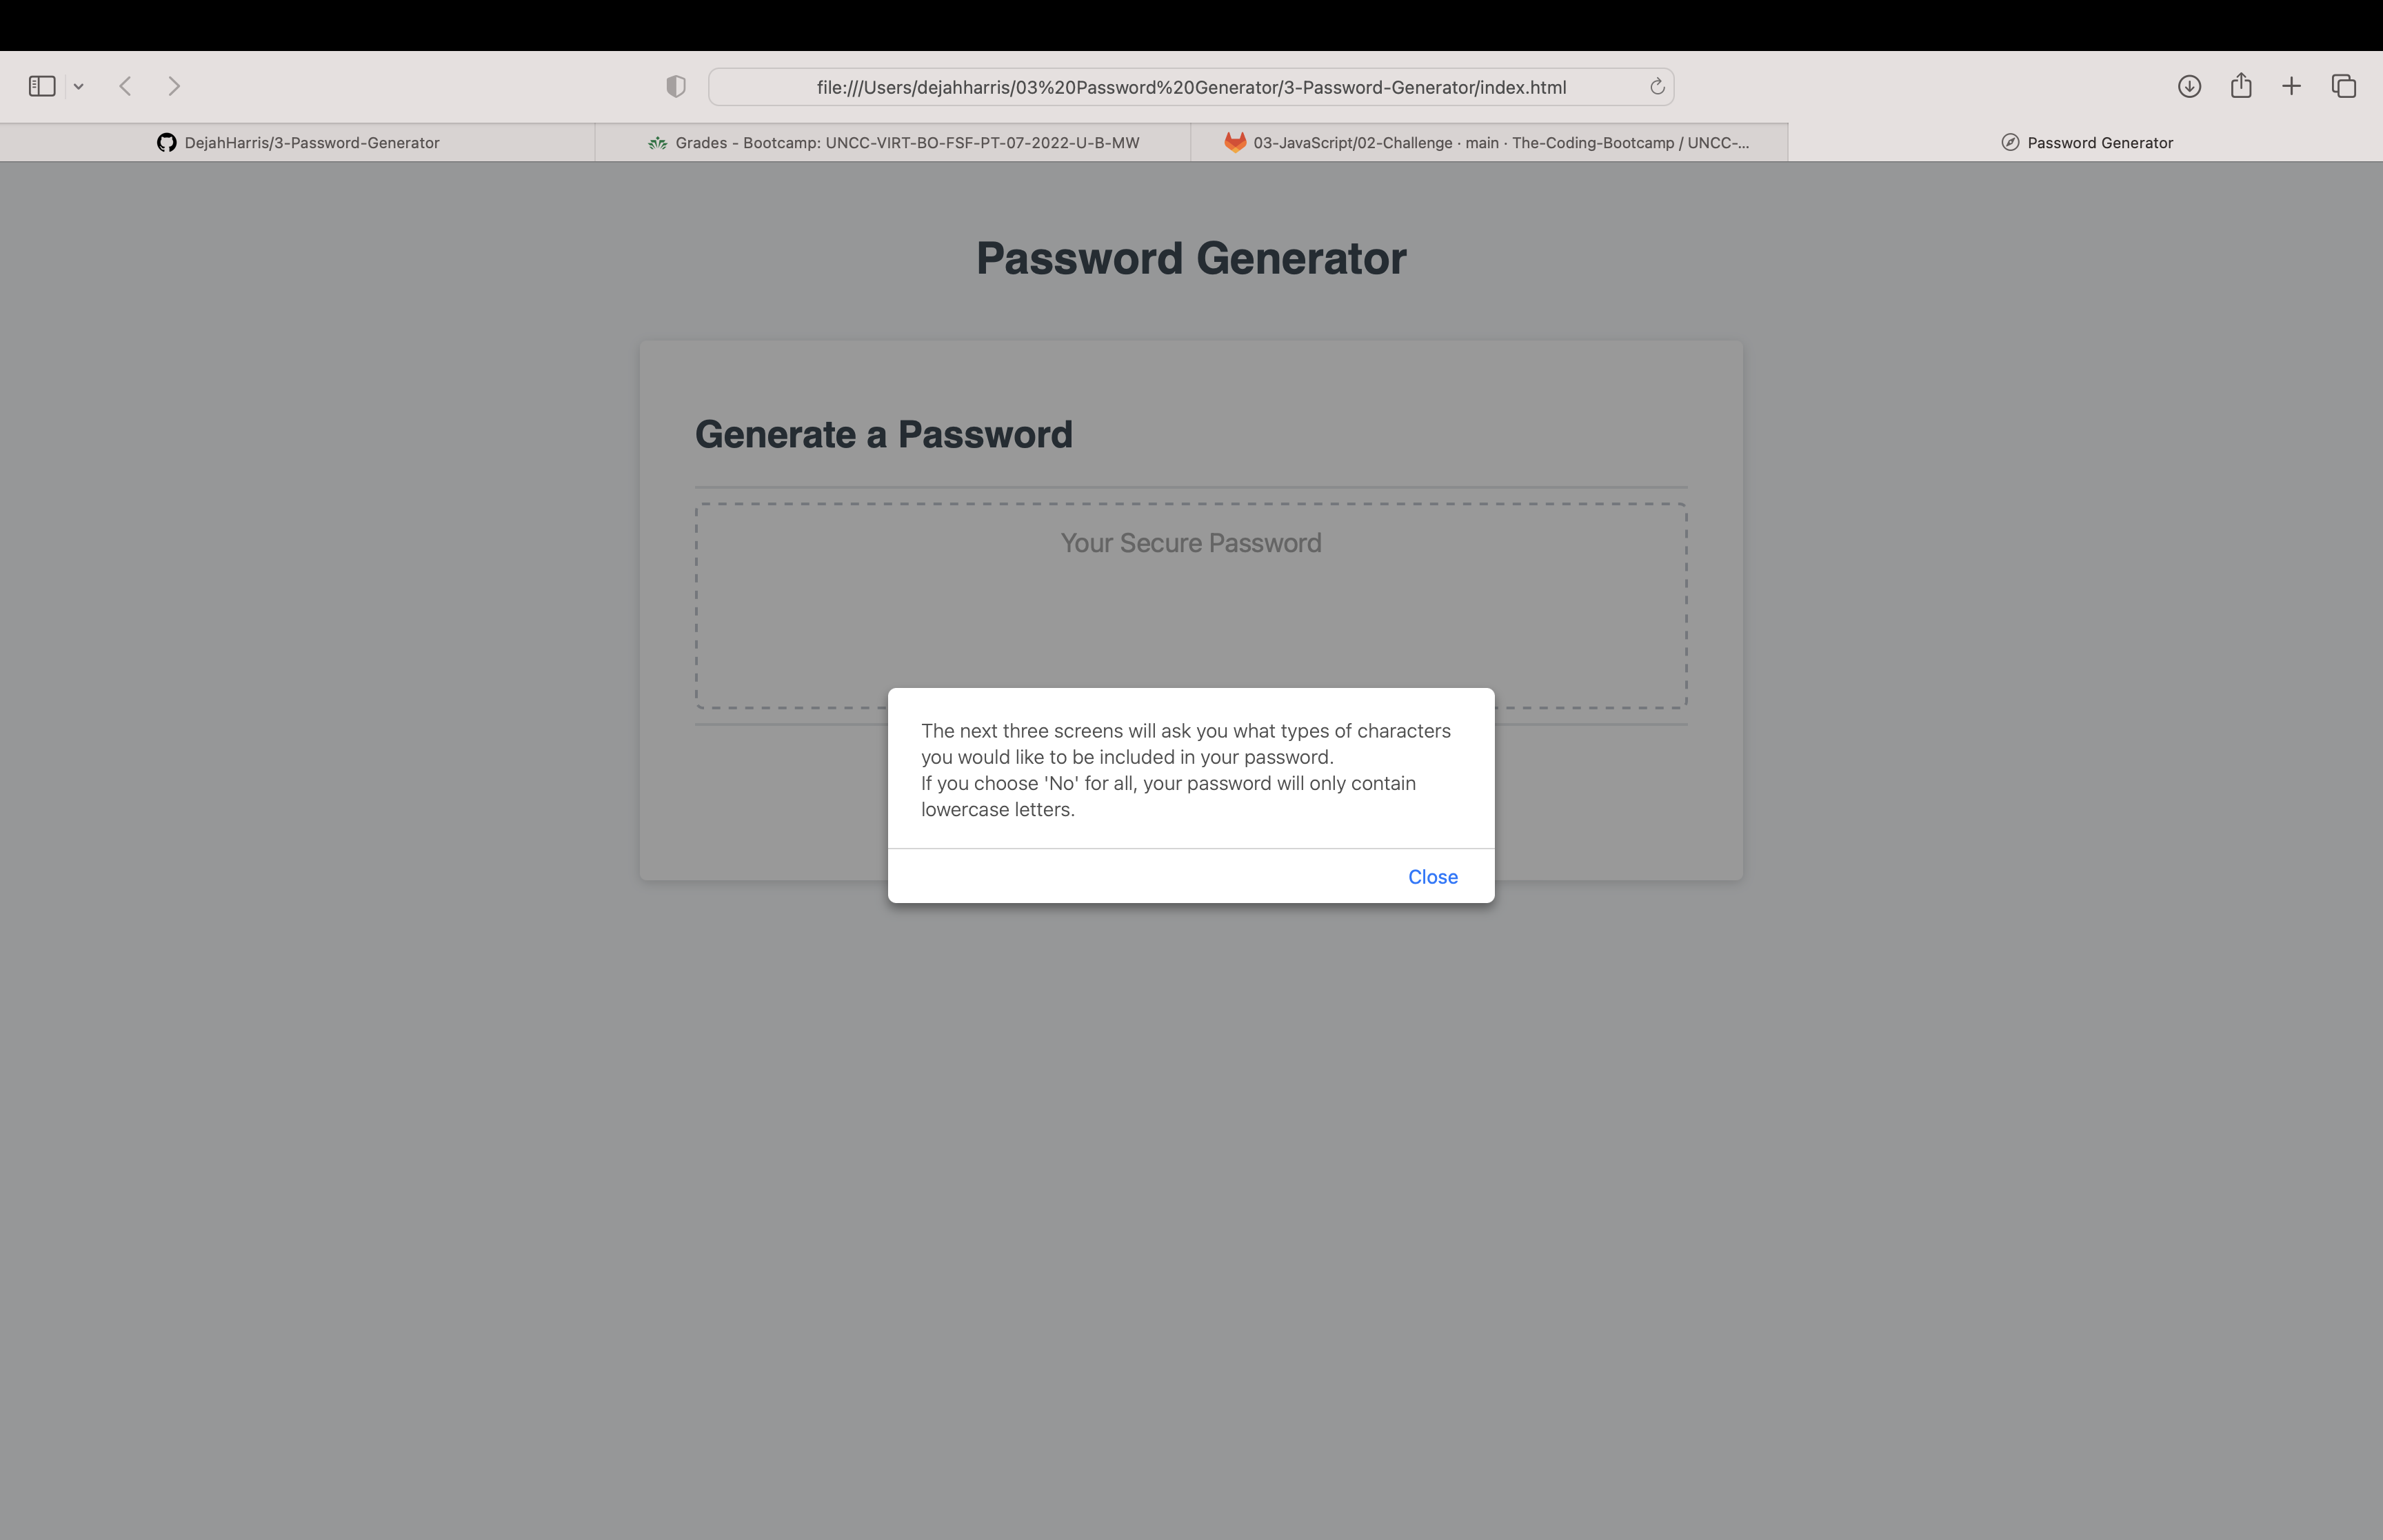 file:///Users/dejahharris/03%20Password%20Generator/3-Password-Generator/index.html
DejahHarris/3-Password-Generator
Grades - Bootcamp: UNCC-VIRT-BO-FSF-PT-07-2022-U-B-MW
03-JavaScript/02-Challenge · main · The-Coding-Bootcamp / UNCC-...
Password Generator
Password Generator
Generate a Password
Your Secure Password
The next three screens will ask you what types of characters
you would like to be included in your password.
If you choose 'No' for all, your password will only contain
lowercase letters.
Close